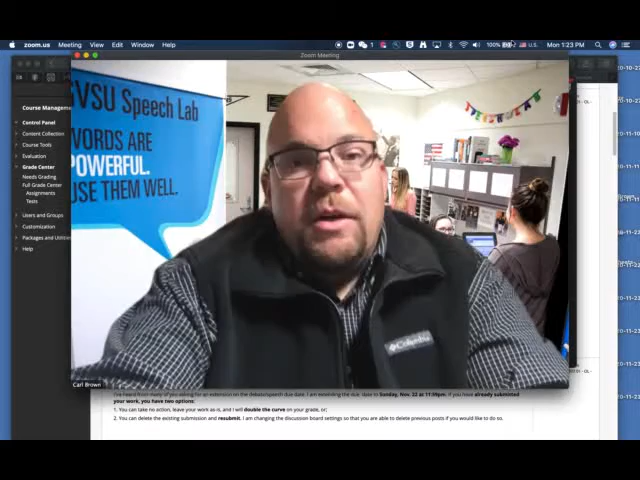 zoom.us Meeting View Edit Window Help
1 100% U.S. Mon 1:23 PM
Zoom Meeting
Course Manageme
Control Panel
Content Collection
Course Tools
Evaluation
Grade Center
Needs Grading
Full Grade Center
Assignments
Tests
Users and Groups
Customization
Packages and Utilities
Help
VSU Speech Lab
WORDS ARE
POWERFUL.
USE THEM WELL.
Columbia
Carl Brown
I've heard from many of you asking for an extension on the debate/speech due date. I am extending the due date to Sunday, Nov. 22 at 11:59pm. If you have already submitted
your work, you have two options:
1. You can take no action, leave your work as-is, and I will double the curve on your grade, or;
2. You can delete the existing submission and resubmit. I am changing the discussion board settings so that you are able to delete previous posts if you would like to do so.